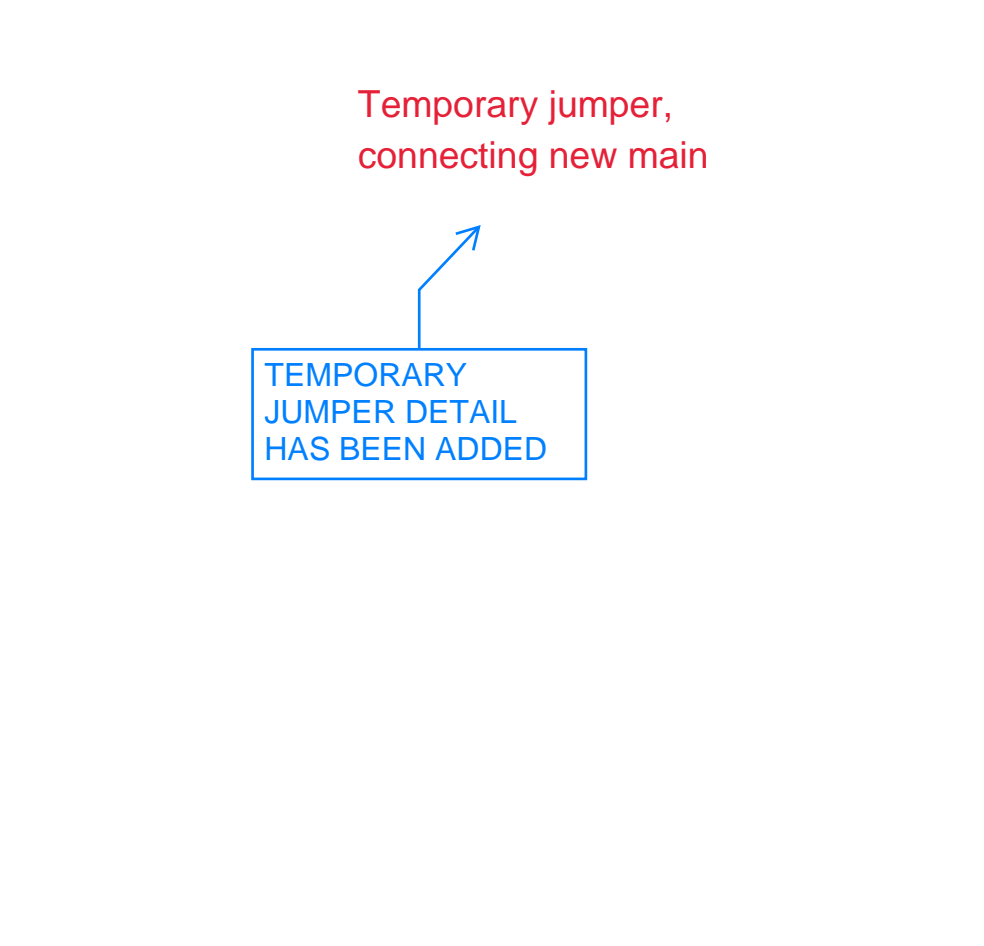 Temporary jumper,
connecting new main
TEMPORARY
JUMPER DETAIL
HAS BEEN ADDED